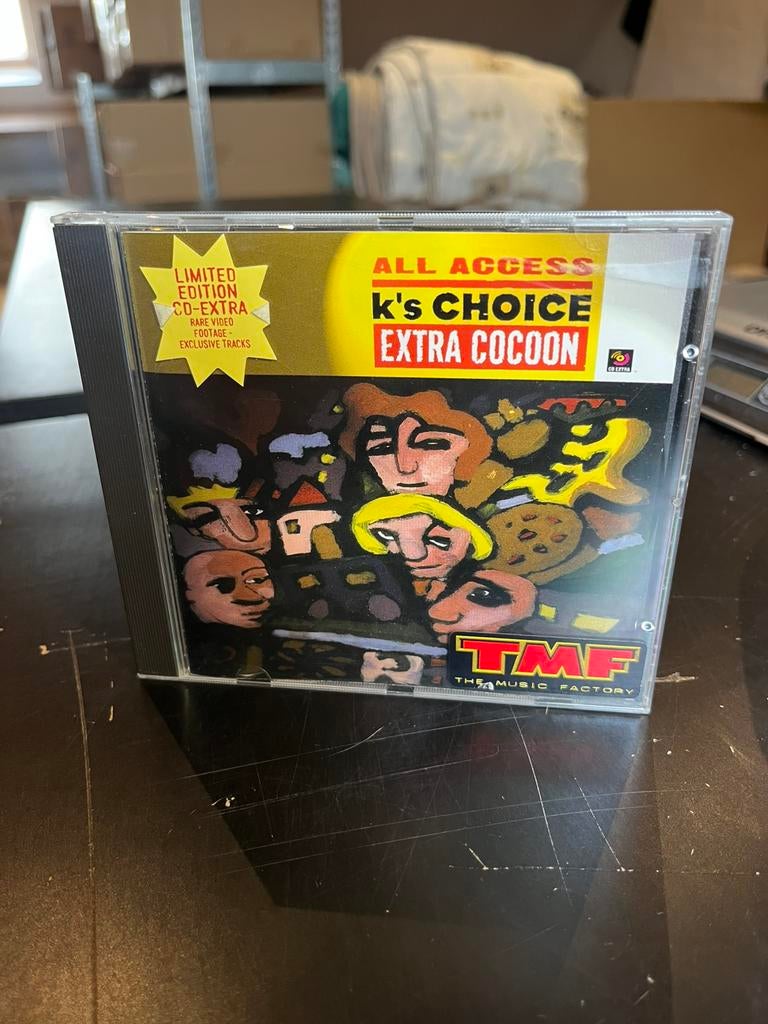 LIMITED
EDITION
CD-EXTRA
RARE VIDEO
FOOTAGE -
EXCLUSIVE TRACKS
ALL ACCESS
k's CHOICE
EXTRA COCOON
CD EXTRA
TMF
THE MUSIC FACTORY